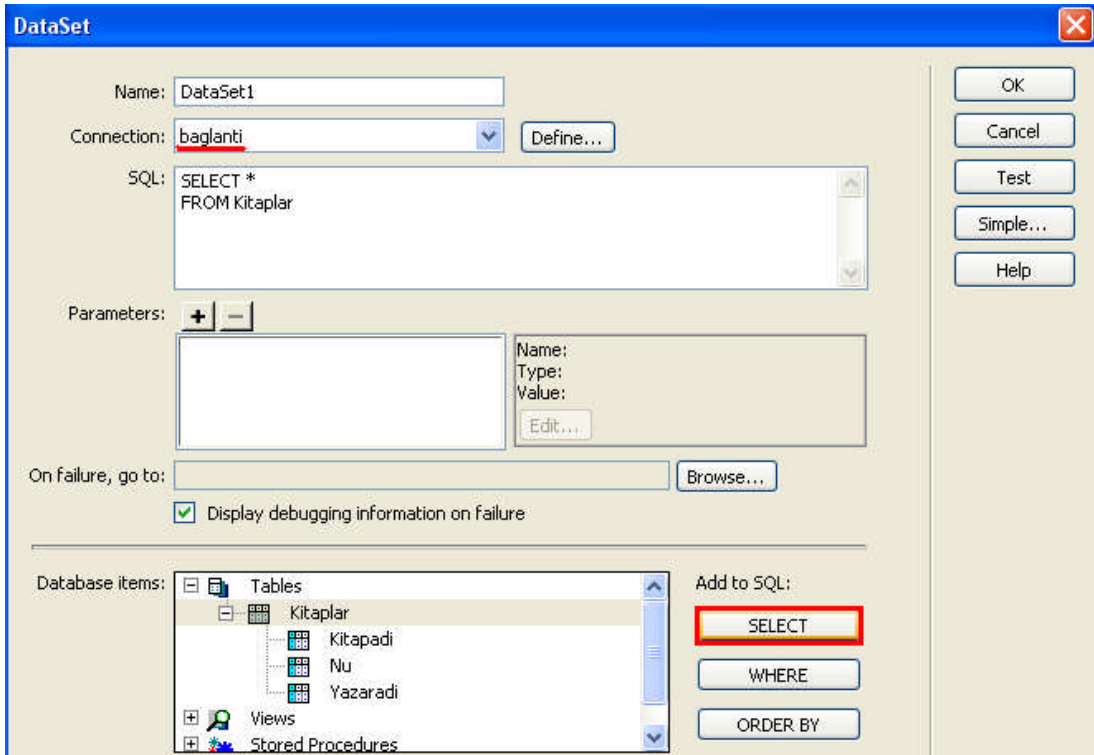 DataSet
Name: DataSet1
OK
Connection: baglanti
Define...
Cancel
SQL: SELECT *
FROM Kitaplar
Test
Simple...
Help
Parameters: + −
Name:
Type:
Value:
Edit...
On failure, go to:
Browse...
Display debugging information on failure
Database items:
Tables
Kitaplar
Kitapadi
Nu
Yazaradi
Views
Stored Procedures
Add to SQL:
SELECT
WHERE
ORDER BY